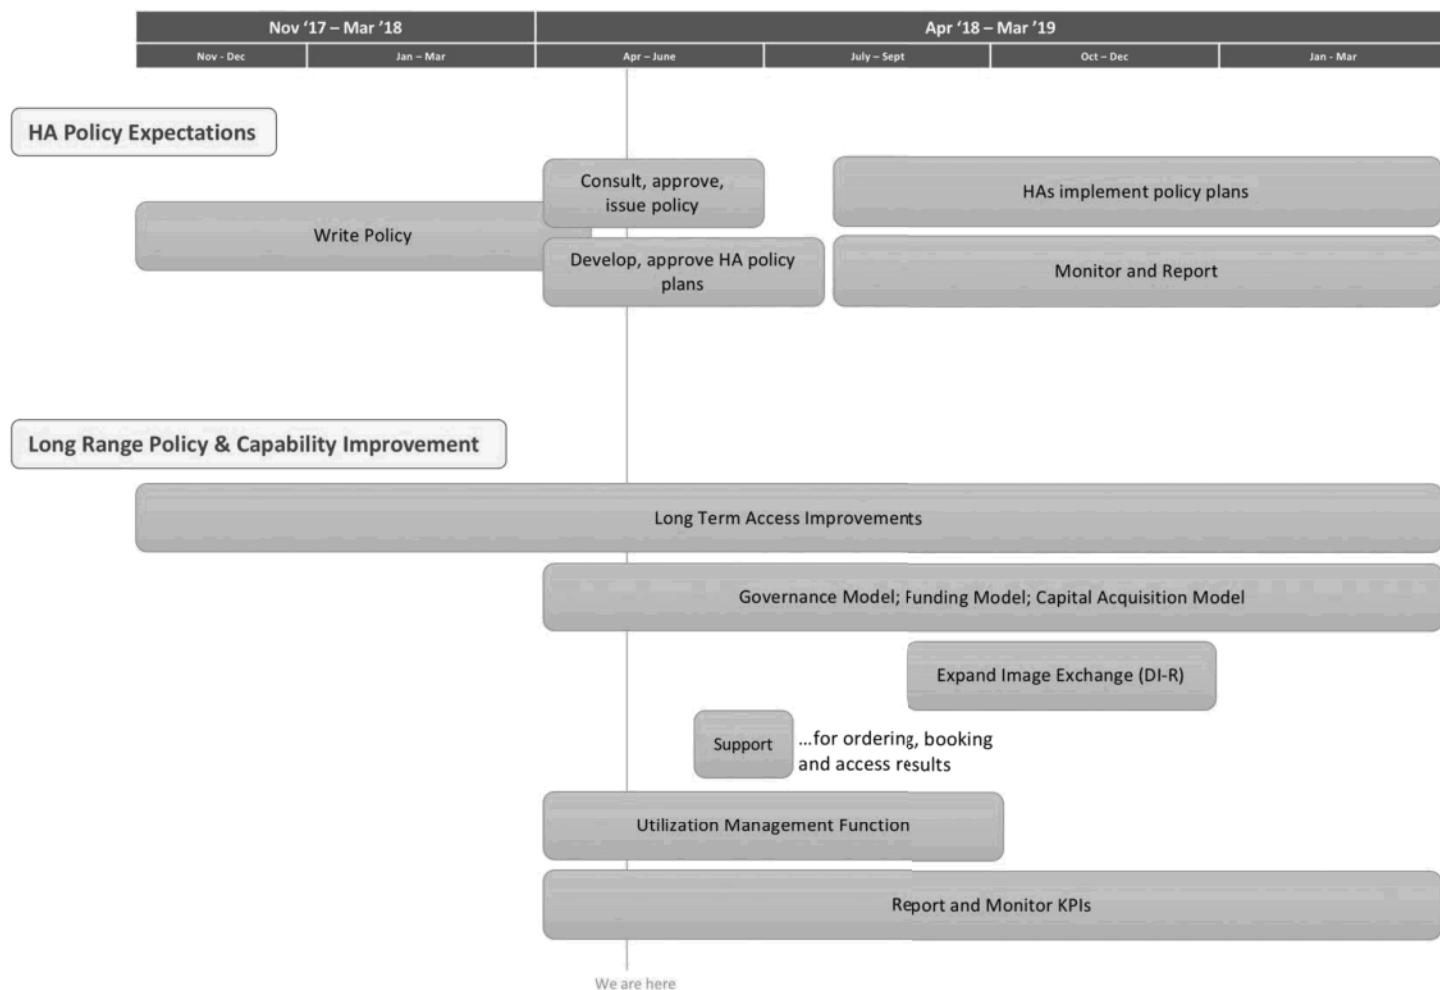 Nov ‘17 – Mar ’18
Apr ‘18 – Mar ’19
Nov - Dec
Jan – Mar
Apr – June
July – Sept
Oct – Dec
Jan - Mar
HA Policy Expectations
Consult, approve,
issue policy
HAs implement policy plans
Write Policy
Develop, approve HA policy
plans
Monitor and Report
Long Range Policy & Capability Improvement
Long Term Access Improvements
Governance Model; Funding Model; Capital Acquisition Model
Expand Image Exchange (DI-R)
Support
...for ordering, booking
and access results
Utilization Management Function
Report and Monitor KPIs
We are here